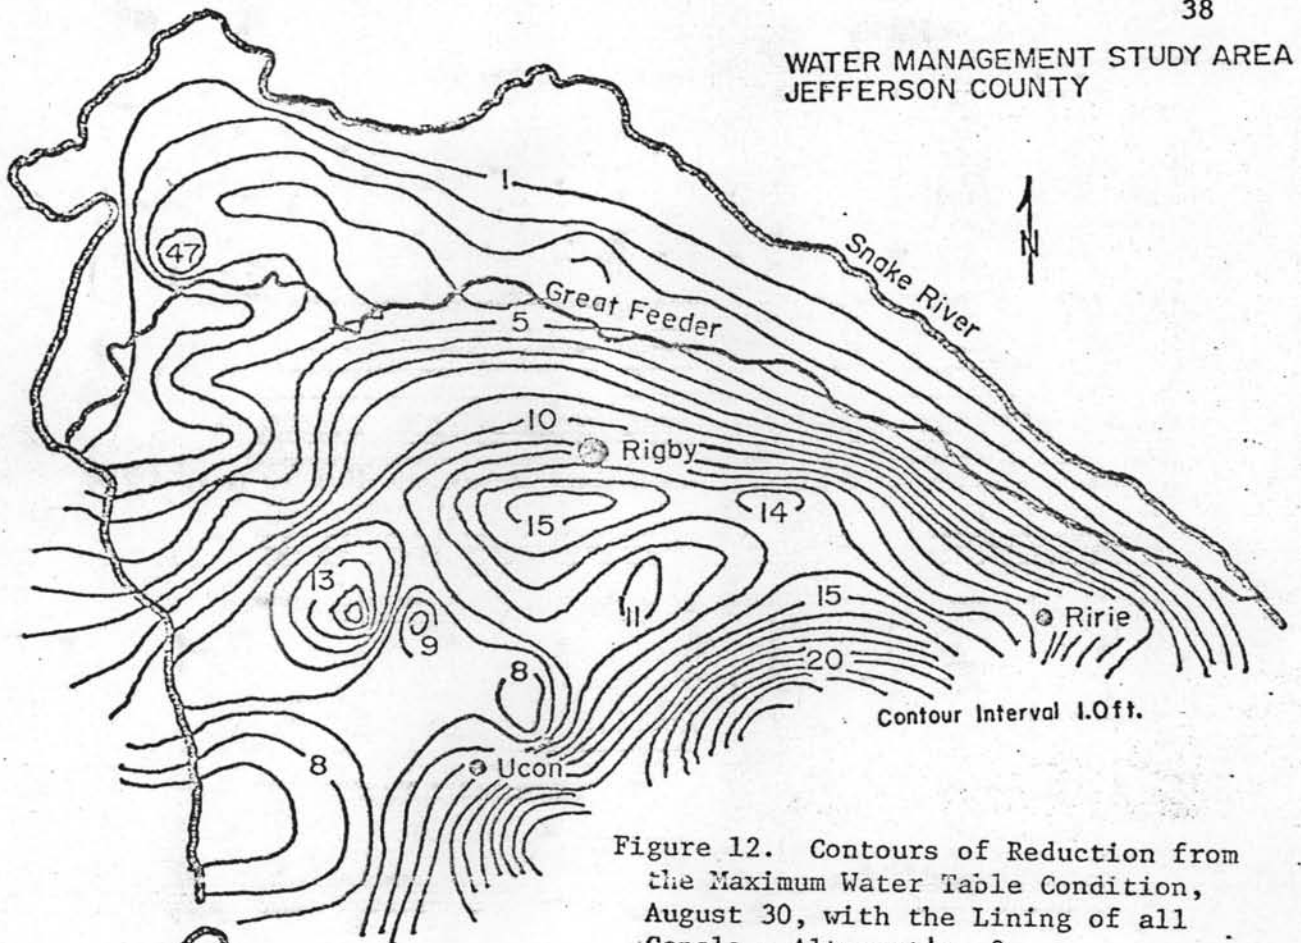 38
WATER MANAGEMENT STUDY AREA
JEFFERSON COUNTY
1
N
47
Snake River
Great Feeder
5
10
Rigby
15
14
13
11
15
Ririe
9
20
8
Contour Interval 1.0ft.
8
Ucon
Figure 12. Contours of Reduction from
the Maximum Water Table Condition,
August 30, with the Lining of all